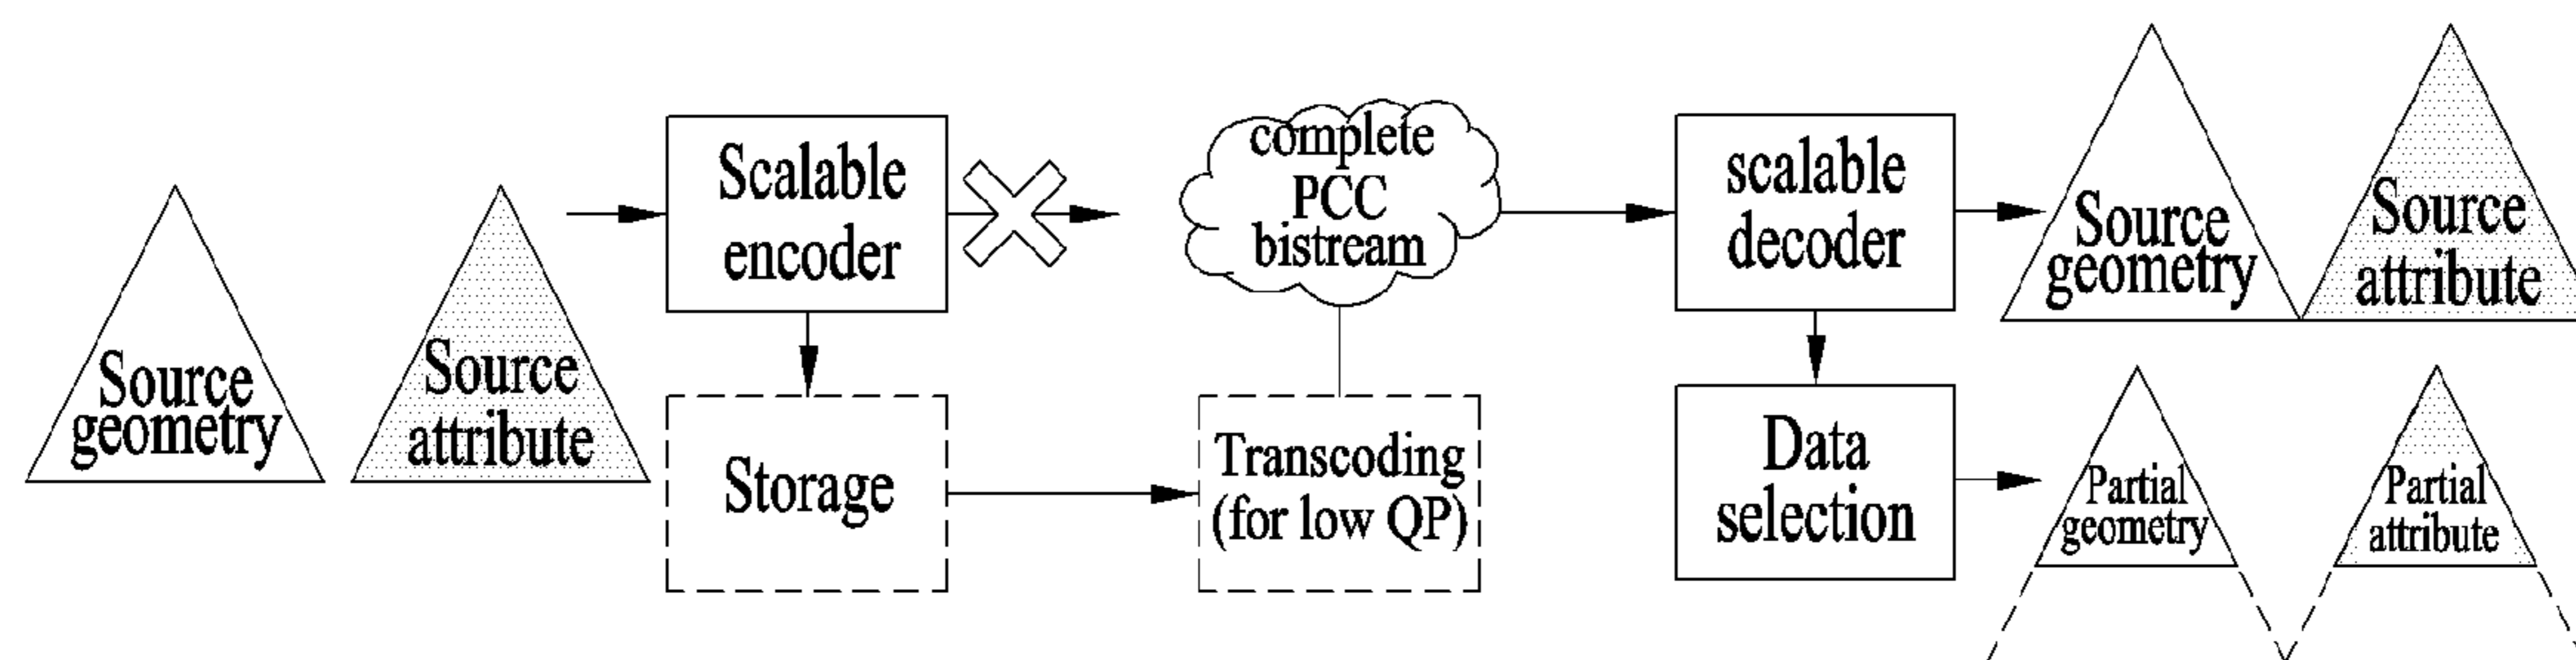 Source
geometry
Source
attribute
Scalable
encoder
Storage
complete
PCC
bistream
Transcoding
(for low QP)
scalable
decoder
Data
selection
Source
geometry
Source
attribute
Partial
geometry
Partial
attribute